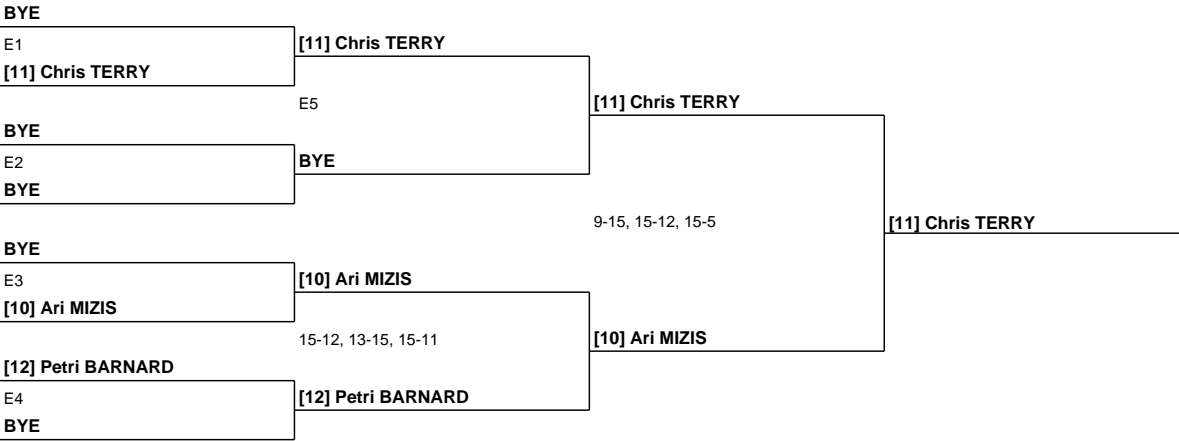 BYE
E1
[11] Chris TERRY
[11] Chris TERRY
E5
[11] Chris TERRY
BYE
E2
BYE
BYE
9-15, 15-12, 15-5
[11] Chris TERRY
BYE
E3
[10] Ari MIZIS
[10] Ari MIZIS
15-12, 13-15, 15-11
[10] Ari MIZIS
[12] Petri BARNARD
E4
[12] Petri BARNARD
BYE